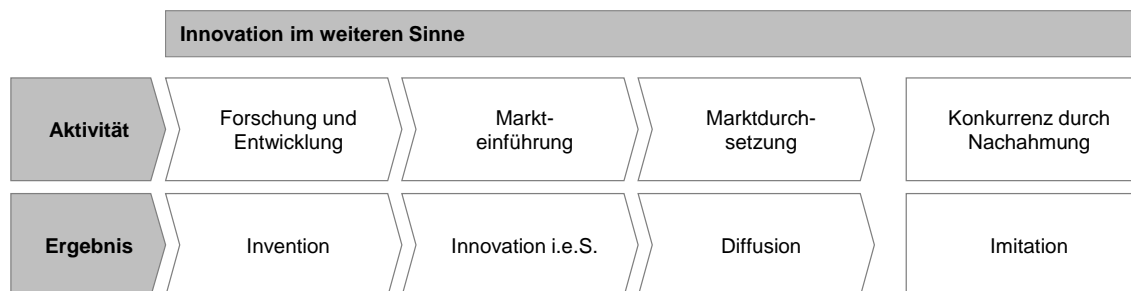 Innovation im weiteren Sinne
Aktivität
Forschung und
Entwicklung
Markt-
einführung
Marktdurch-
setzung
Konkurrenz durch
Nachahmung
Ergebnis
Invention
Innovation i.e.S.
Diffusion
Imitation